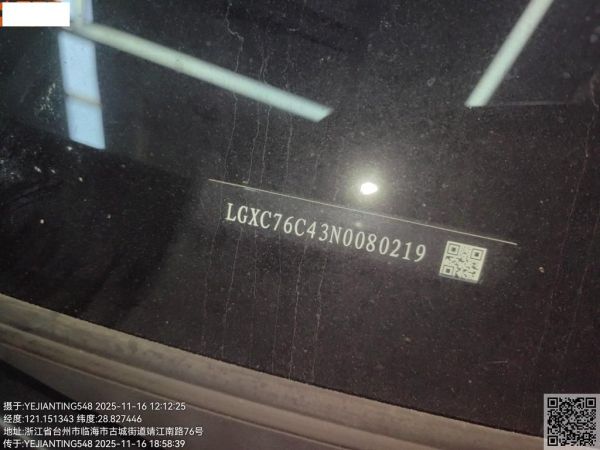 LGXC76C43N0080219
摄于:YEJIANTING548 2025-11-16 12:12:25
经度:121.151343 纬度:28.827446
地址:浙江省台州市临海市古城街道靖江南路76号
传于:YEJIANTING548 2025-11-16 18:58:39